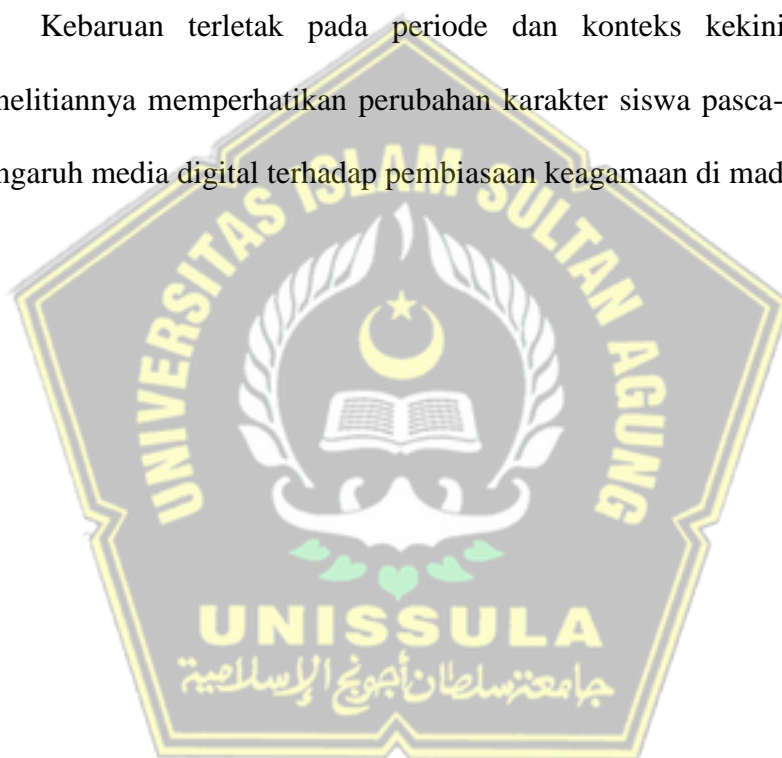 Kebaruan terletak pada periode dan konteks kekini
nelitiannya memperhatikan perubahan karakter siswa pasca-
ngaruh media digital terhadap pembiasaan keagamaan di mad
UNIVERSITAS ISLAM SULTAN AGUNG
UNISSULA
جامعة سلطان أجونج الإسلامية